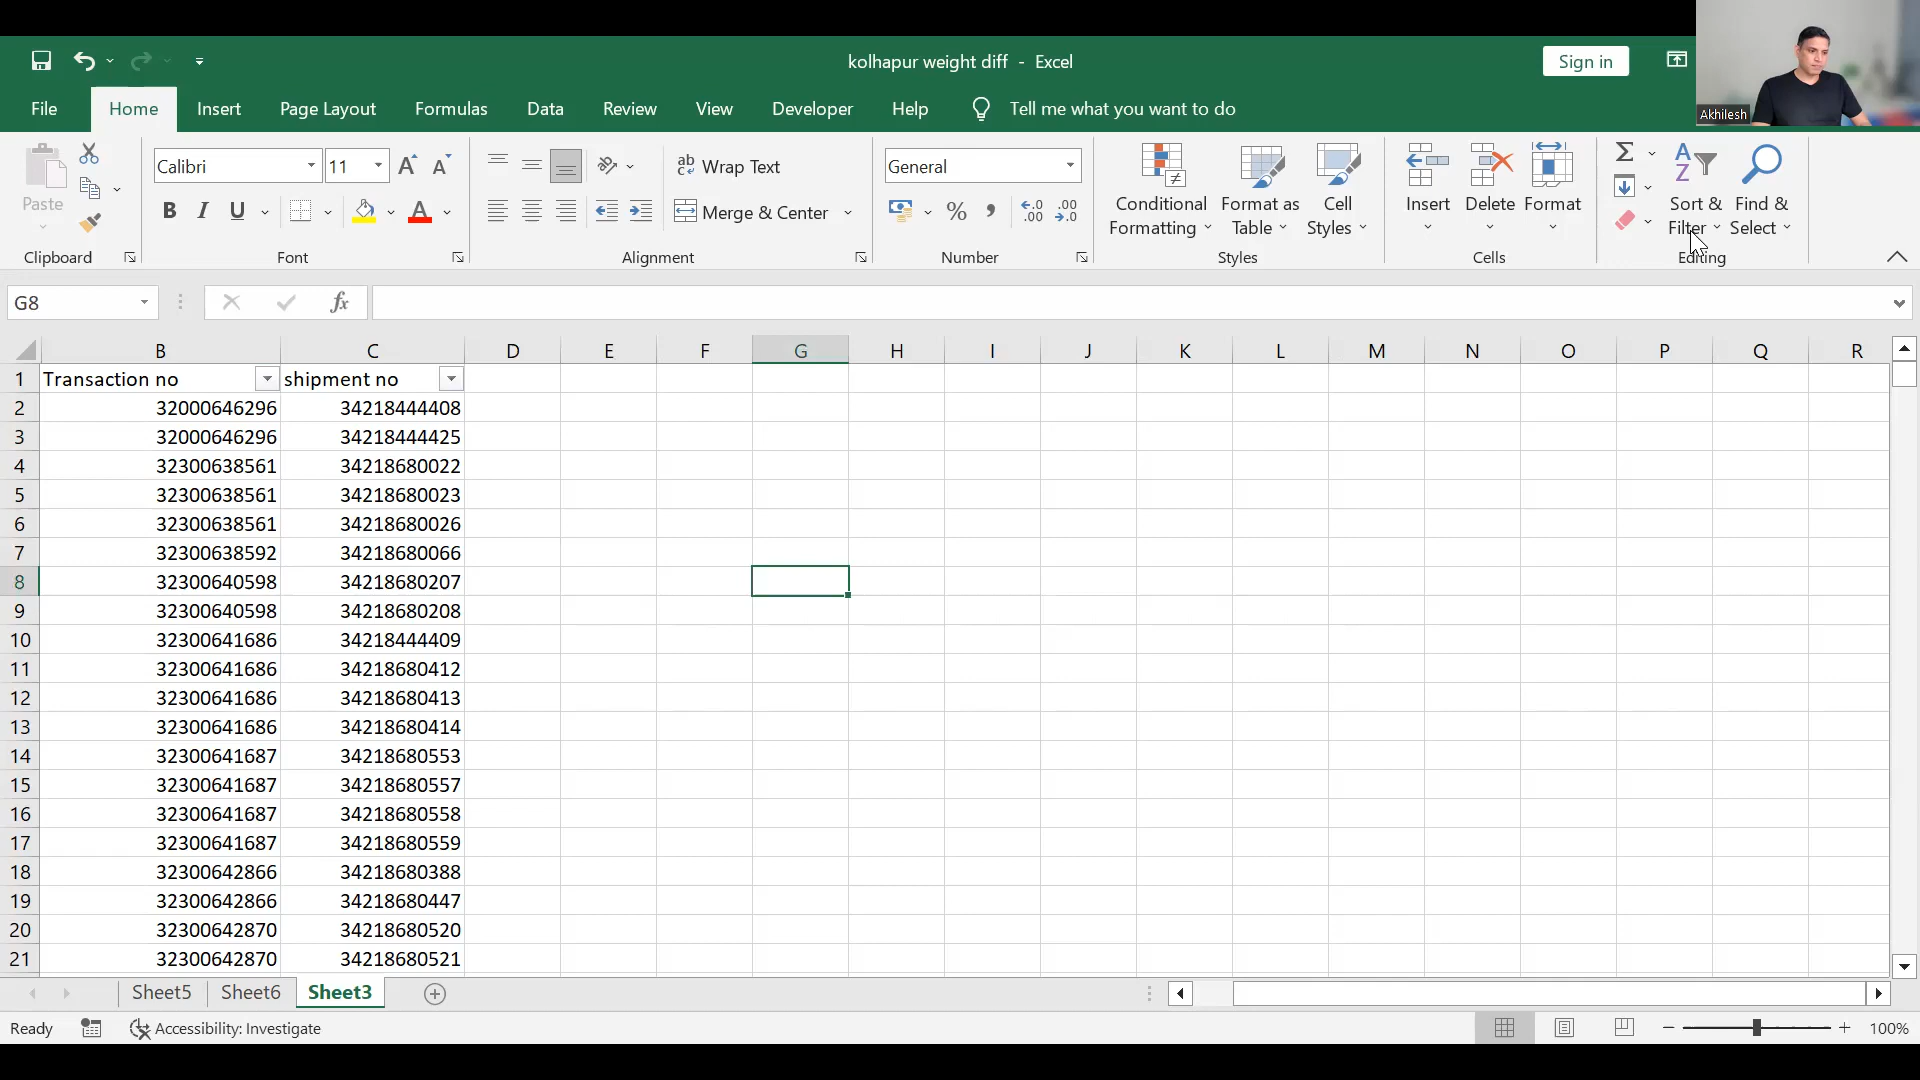 kolhapur weight diff - Excel
Sign in
Akhilesh
File Home Insert Page Layout Formulas Data Review View Developer Help Tell me what you want to do
Paste
Clipboard
Calibri 11
B I U
Font
Wrap Text
Merge & Center
Alignment
General
Number
Conditional Formatting
Format as Table
Cell Styles
Styles
Insert
Delete
Format
Cells
Sort & Filter
Find & Select
Editing
G8
fx
B C D E F G H I J K L M N O P Q R
1 Transaction no shipment no
2 32000646296 34218444408
3 32000646296 34218444425
4 32300638561 34218680022
5 32300638561 34218680023
6 32300638561 34218680026
7 32300638592 34218680066
8 32300640598 34218680207
9 32300640598 34218680208
10 32300641686 34218444409
11 32300641686 34218680412
12 32300641686 34218680413
13 32300641686 34218680414
14 32300641687 34218680553
15 32300641687 34218680557
16 32300641687 34218680558
17 32300641687 34218680559
18 32300642866 34218680388
19 32300642866 34218680447
20 32300642870 34218680520
21 32300642870 34218680521
Sheet5 Sheet6 Sheet3
Ready Accessibility: Investigate 100%